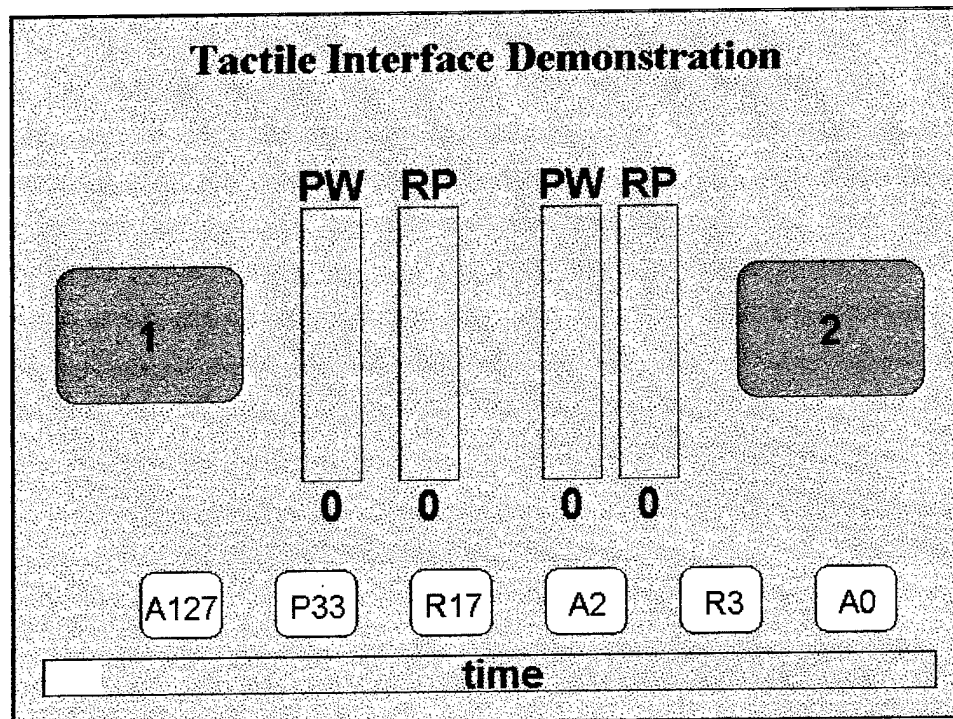 Tactile Interface Demonstration
PW RP PW RP
1 2
0 0 0 0
A127 P33 R17 A2 R3 A0
time